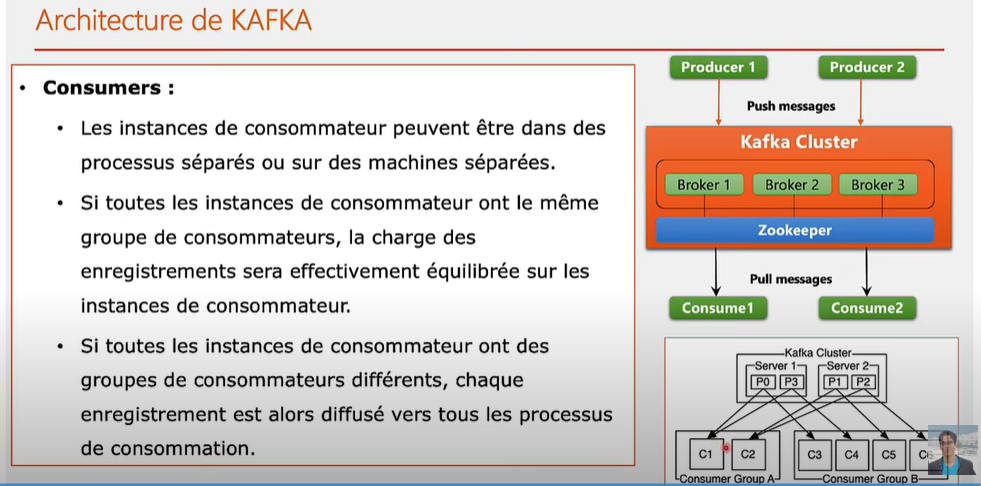 Architecture de KAFKA
• Consumers :
• Les instances de consommateur peuvent être dans des
processus séparés ou sur des machines séparées.
• Si toutes les instances de consommateur ont le même
groupe de consommateurs, la charge des
enregistrements sera effectivement équilibrée sur les
instances de consommateur.
• Si toutes les instances de consommateur ont des
groupes de consommateurs différents, chaque
enregistrement est alors diffusé vers tous les processus
de consommation.
Producer 1
Producer 2
Push messages
Kafka Cluster
Broker 1
Broker 2
Broker 3
Zookeeper
Pull messages
Consume1
Consume2
Kafka Cluster
Server 1
Server 2
P0
P3
P1
P2
C1
C2
C3
C4
C5
Consumer Group A
Consumer Group B